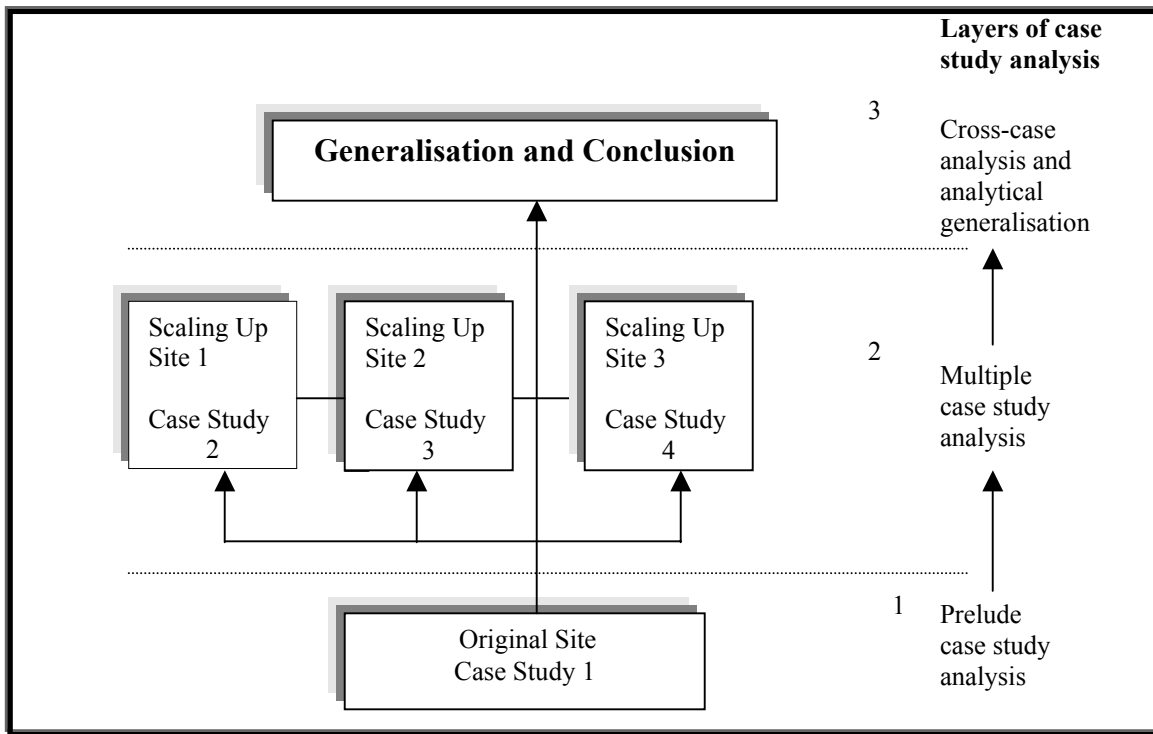 Layers of case
study analysis
3
Cross-case
analysis and
analytical
generalisation
Generalisation and Conclusion
Scaling Up
Site 1
Case Study
2
Scaling Up
Site 2
Case Study
3
Scaling Up
Site 3
Case Study
4
2
Multiple
case study
analysis
1
Prelude
case study
analysis
Original Site
Case Study 1